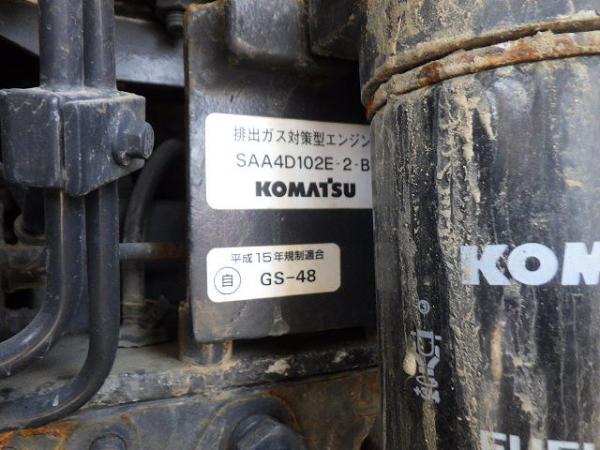 排出ガス対策型エンジン
SAA4D102E-2-B
KOMATSU
平成15年規制適合
自 GS-48
KOM